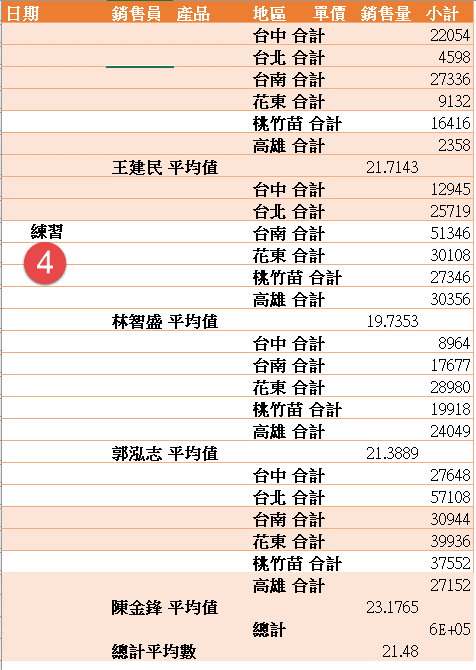 日期 銷售員 產品 地區 單價 銷售量 小計
台中 合計 22054
台北 合計 4598
台南 合計 27336
花東 合計 9132
桃竹苗 合計 16416
高雄 合計 2358
王建民 平均值 21.7143
台中 合計 12945
台北 合計 25719
練習 台南 合計 51346
4 花東 合計 30108
桃竹苗 合計 27346
高雄 合計 30356
林智盛 平均值 19.7353
台中 合計 8964
台南 合計 17677
花東 合計 28980
桃竹苗 合計 19918
高雄 合計 24049
郭泓志 平均值 21.3889
台中 合計 27648
台北 合計 57108
台南 合計 30944
花東 合計 39936
桃竹苗 合計 37552
高雄 合計 27152
陳金鋒 平均值 23.1765
總計 6E+05
總計平均數 21.48